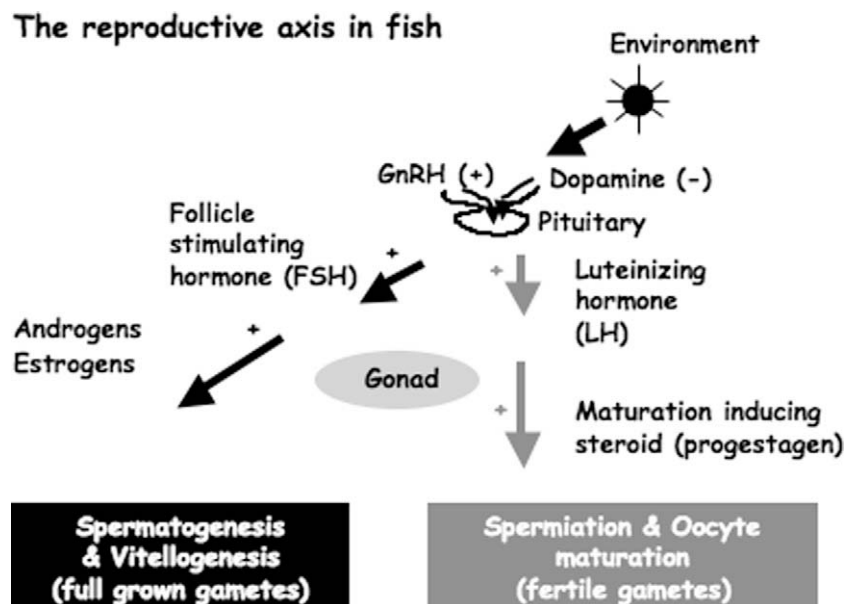 The reproductive axis in fish
Environment
GnRH (+)
Dopamine (-)
Pituitary
Follicle
stimulating
hormone (FSH)
+
+
Luteinizing
hormone
(LH)
Androgens
Estrogens
+
Gonad
+
Maturation inducing
steroid (progestagen)
Spermatogenesis
& Vitellogenesis
(full grown gametes)
Spermiation & Oocyte
maturation
(fertile gametes)